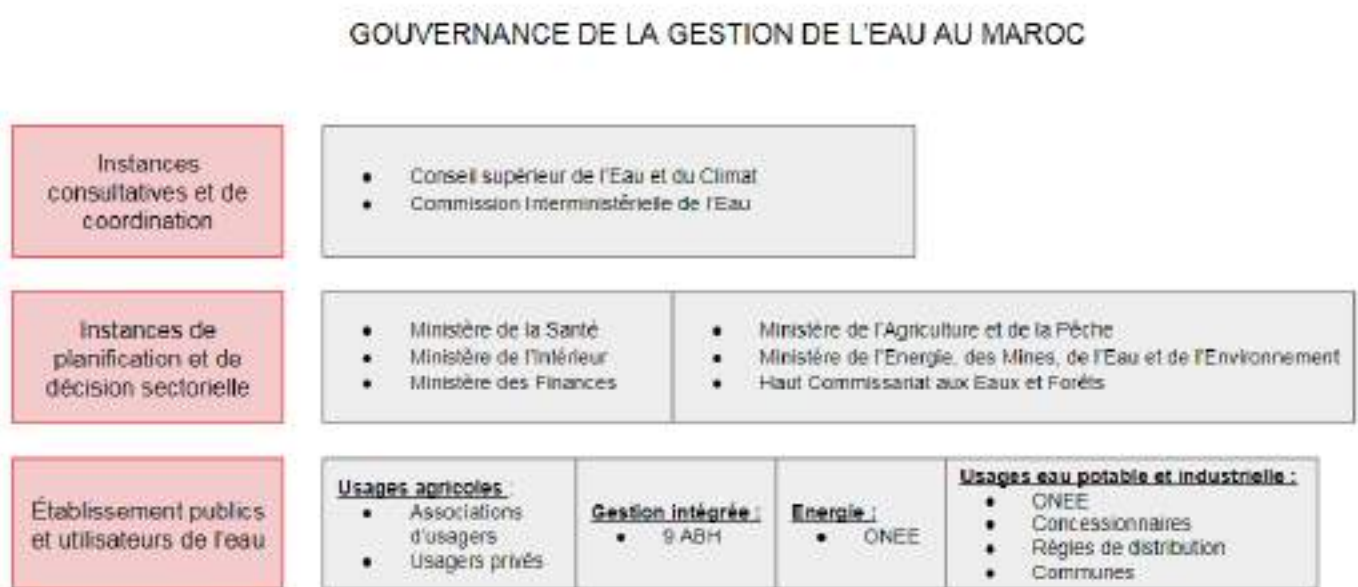 GOUVERNANCE DE LA GESTION DE L'EAU AU MAROC
Instances
consultatives et de
coordination
• Conseil supérieur de l'Eau et du Climat
• Commission Interministérielle de l'Eau
Instances de
planification et de
décision sectorielle
• Ministère de la Santé
• Ministère de l'Intérieur
• Ministère des Finances
• Ministère de l'Agriculture et de la Pêche
• Ministère de l'Energie, des Mines, de l'Eau et de l'Environnement
• Haut Commissariat aux Eaux et Forêts
Établissement publics
et utilisateurs de l'eau
Usages agricoles :
• Associations
d'usagers
• Usagers privés
Gestion intégrée :
• 9 ABH
Energie :
• ONEE
Usages eau potable et industrielle :
• ONEE
• Concessionnaires
• Règies de distribution
• Communes